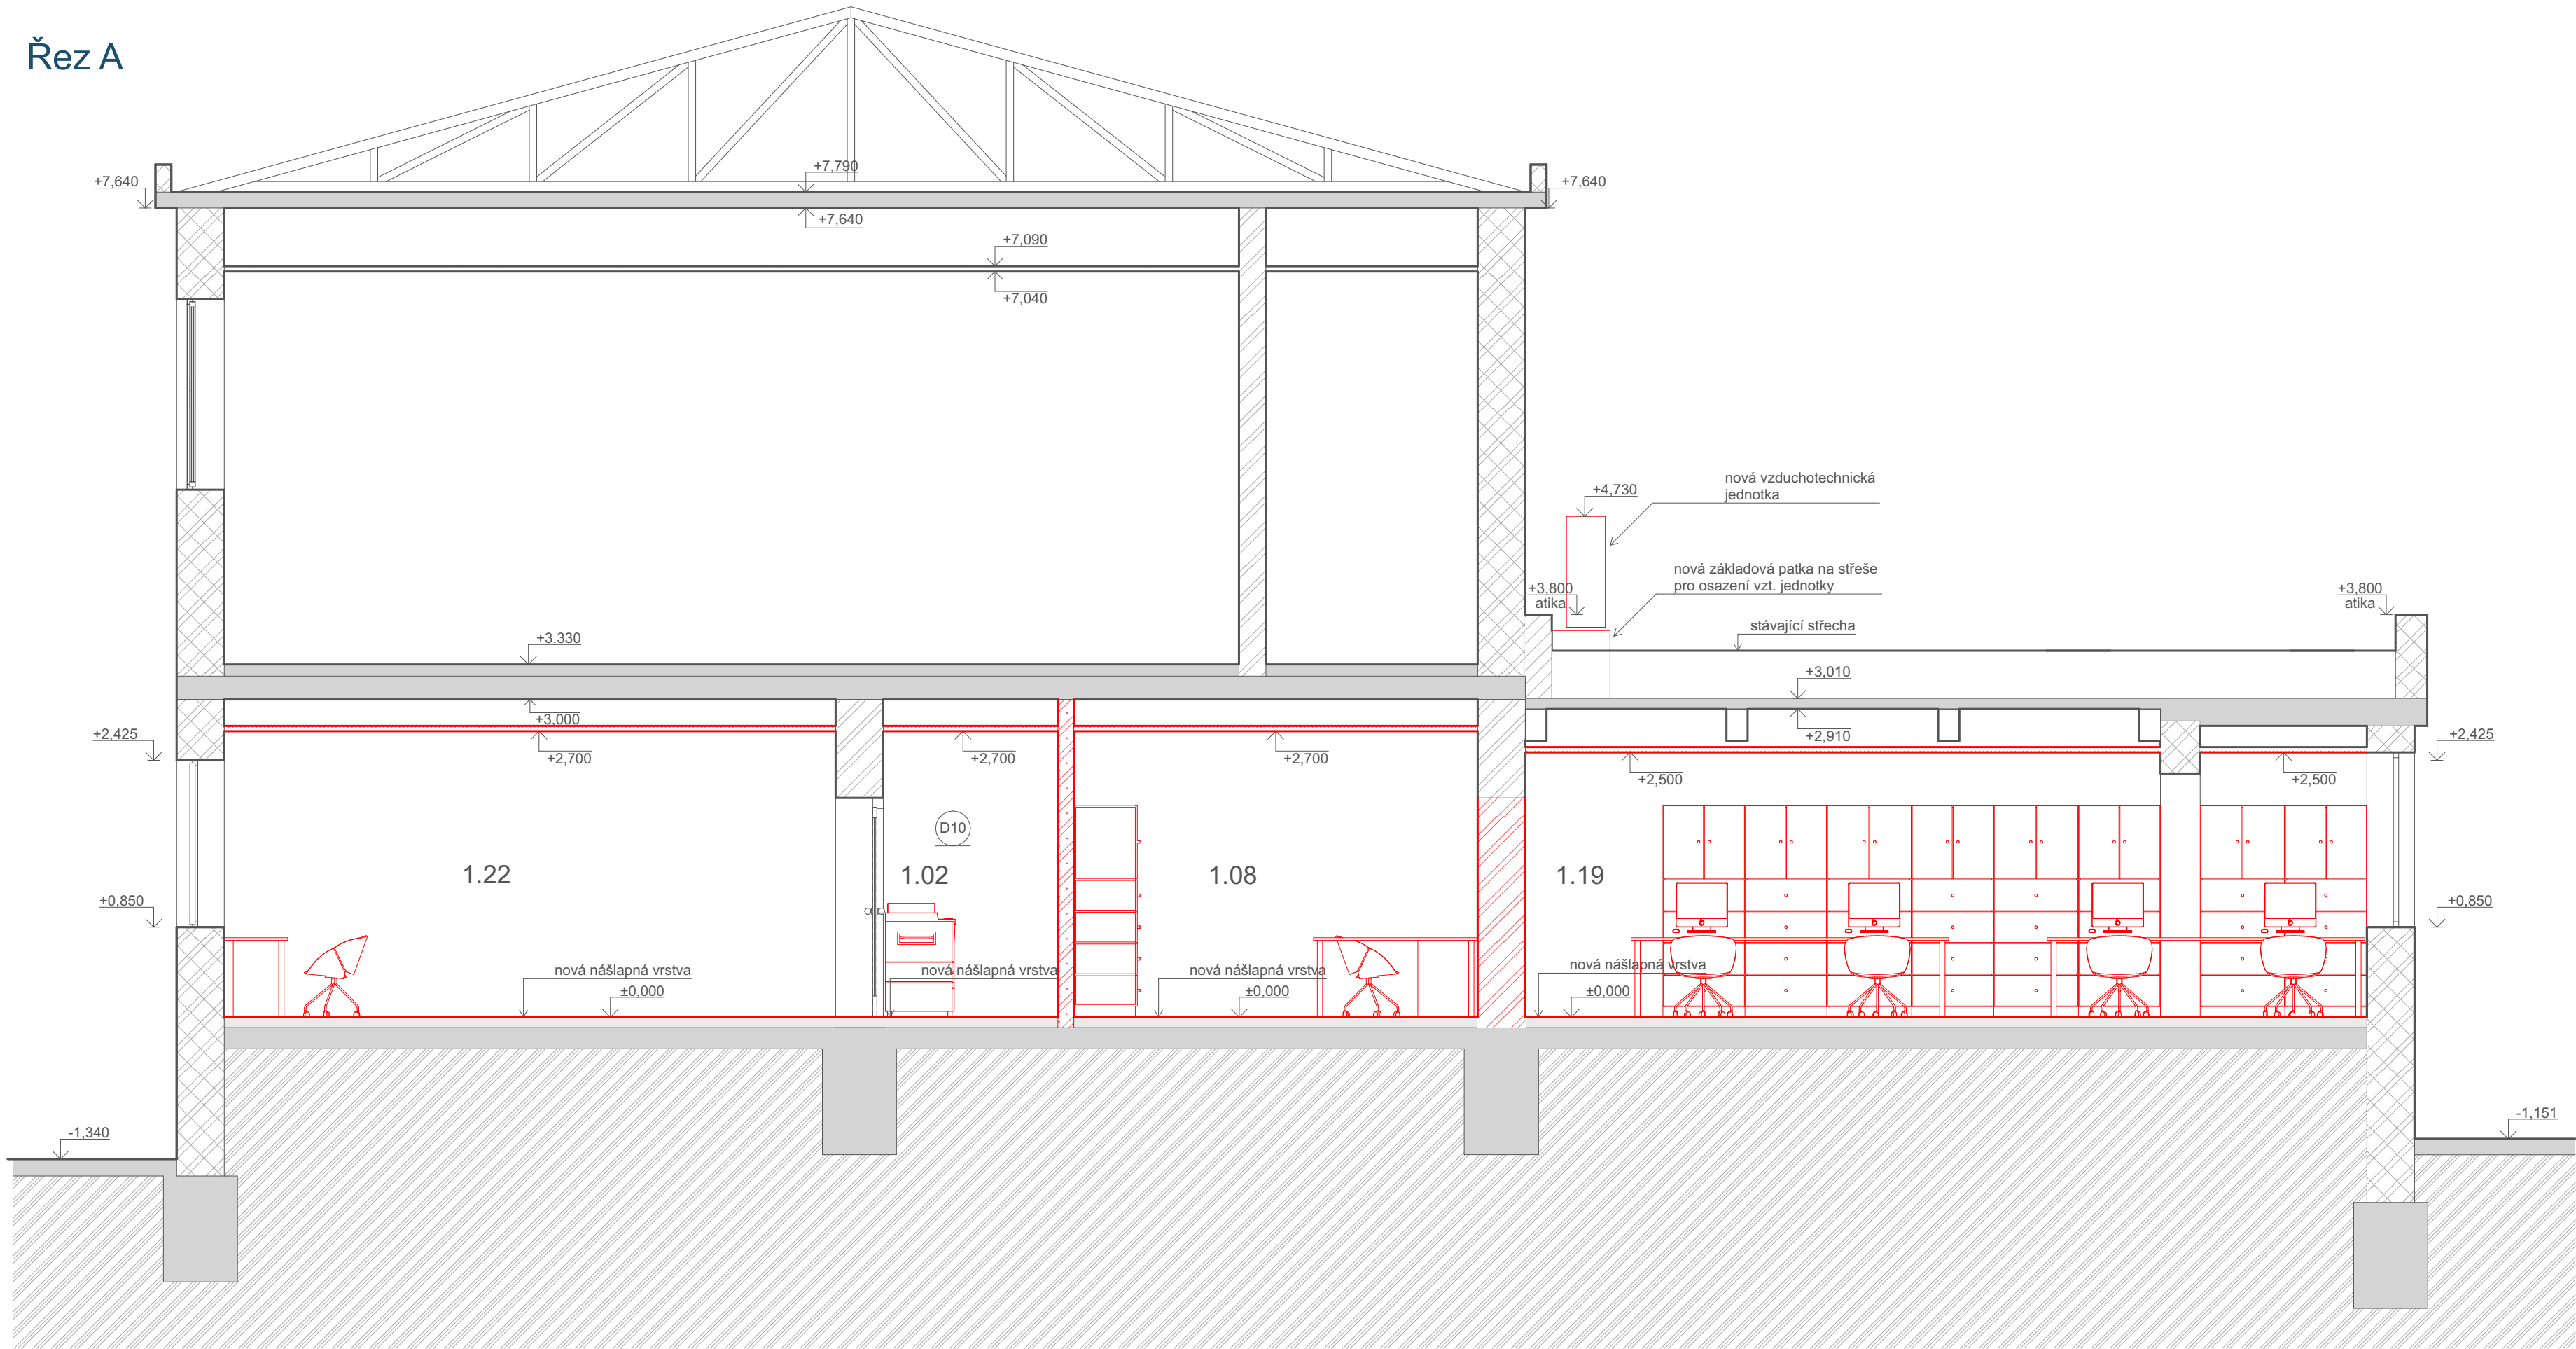 Řez A
+7,790
+7,640
+7,640
+7,640
+7,090
+7,040
nová vzduchotechnická
jednotka
+4,730
nová základová patka na střeše
pro osazení vzt. jednotky
+3,800
atika
+3,800
atika
stávající střecha
+3,330
+3,010
+3,000
+2,910
+2,425
+2,425
+2,700
+2,700
+2,700
+2,500
+2,500
D10
1.22
1.02
1.08
1.19
+0,850
+0,850
nová nášlapná vrstva
nová nášlapná vrstva
nová nášlapná vrstva
nová nášlapná vrstva
±0,000
±0,000
±0,000
-1,340
-1,151